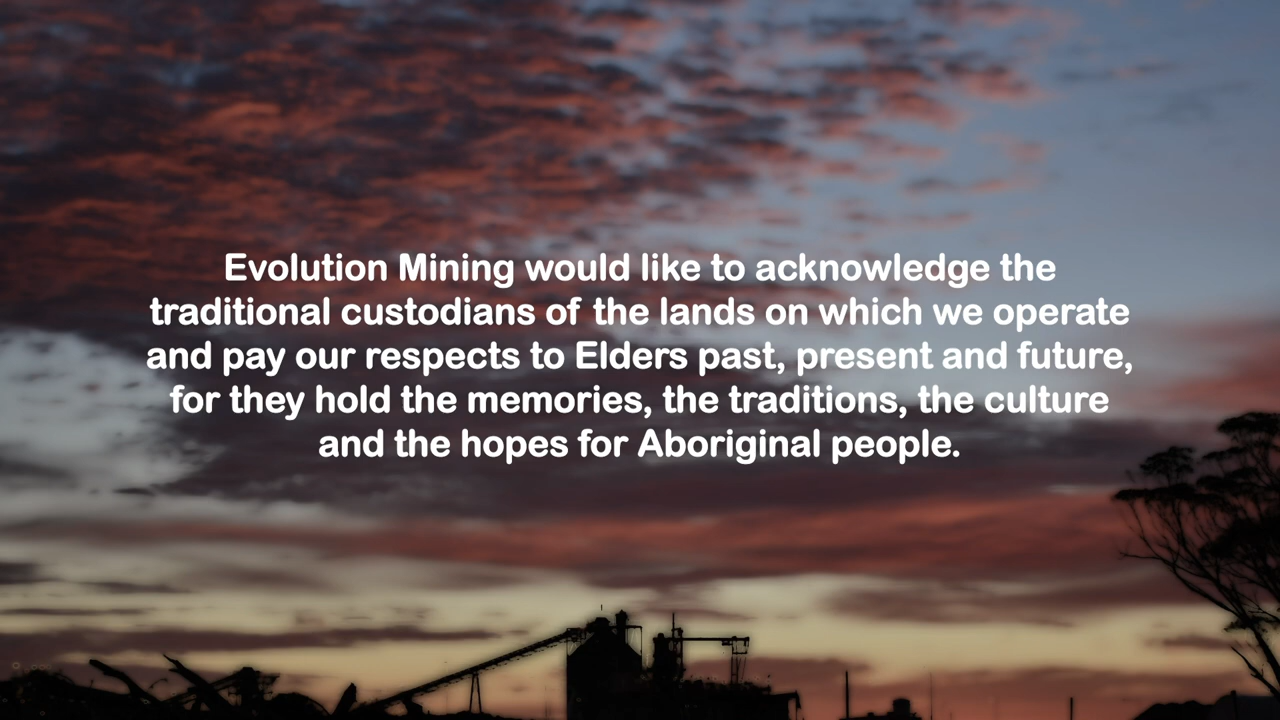 Evolution Mining would like to acknowledge the
traditional custodians of the lands on which we operate
and pay our respects to Elders past, present and future,
for they hold the memories, the traditions, the culture
and the hopes for Aboriginal people.